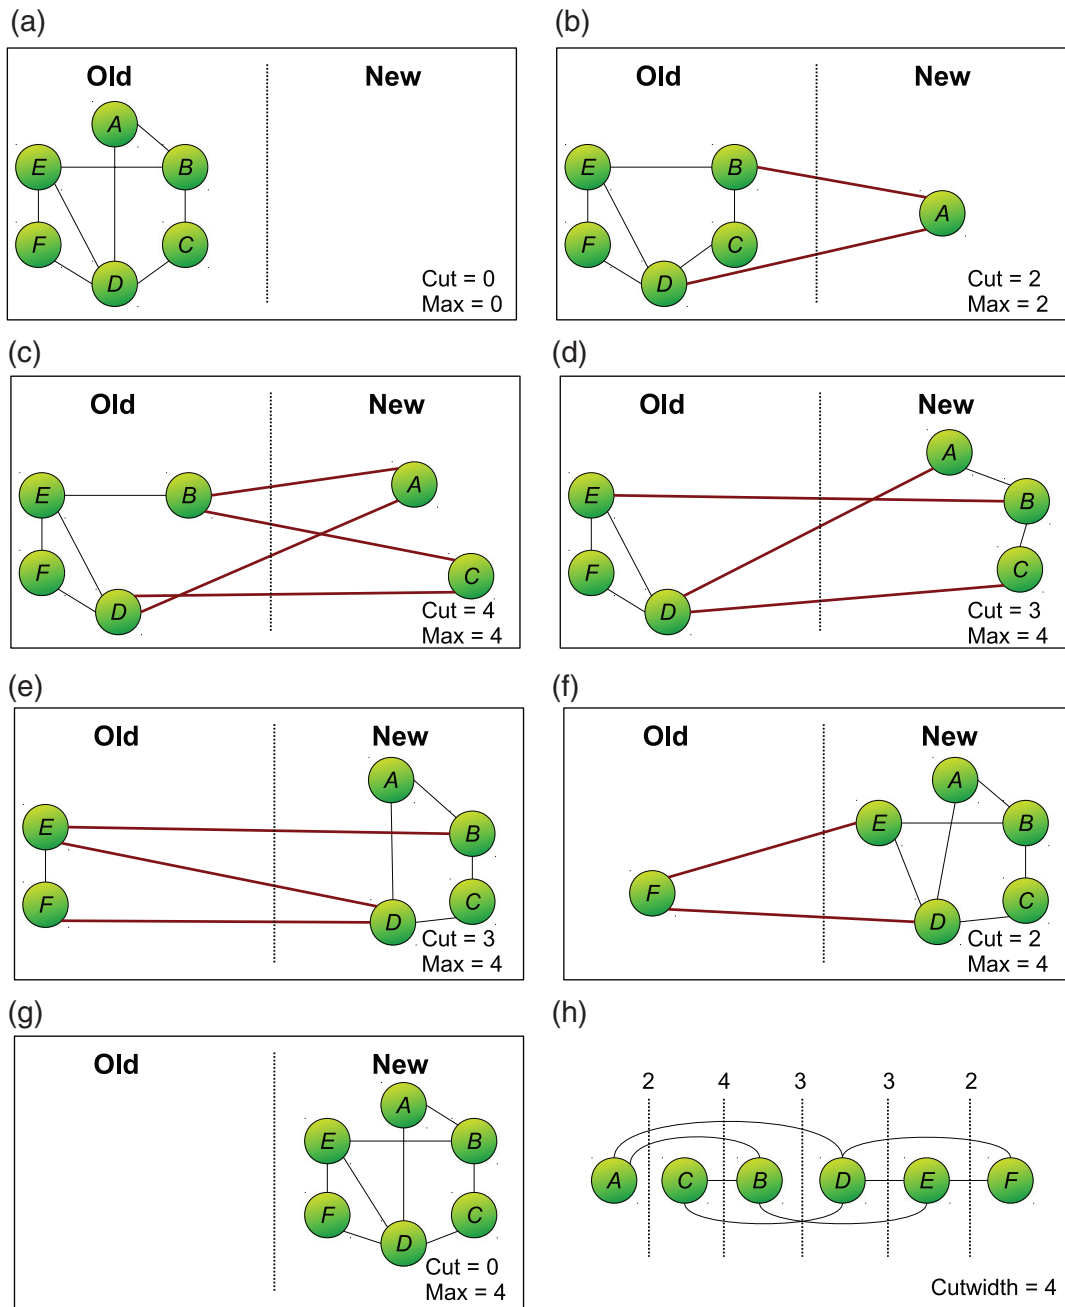 (a)
Old New
A
E
B
F
C
D
Cut = 0
Max = 0
(b)
Old New
E
B
A
F
C
D
Cut = 2
Max = 2
(c)
Old New
A
E
B
F
C
D
Cut = 4
Max = 4
(d)
Old New
A
E
B
F
C
D
Cut = 3
Max = 4
(e)
Old New
A
E
B
F
C
D
Cut = 3
Max = 4
(f)
Old New
A
E
B
F
C
D
Cut = 2
Max = 4
(g)
Old New
A
E
B
F
C
D
Cut = 0
Max = 4
(h)
2 4 3 3 2
A C B D E F
Cutwidth = 4